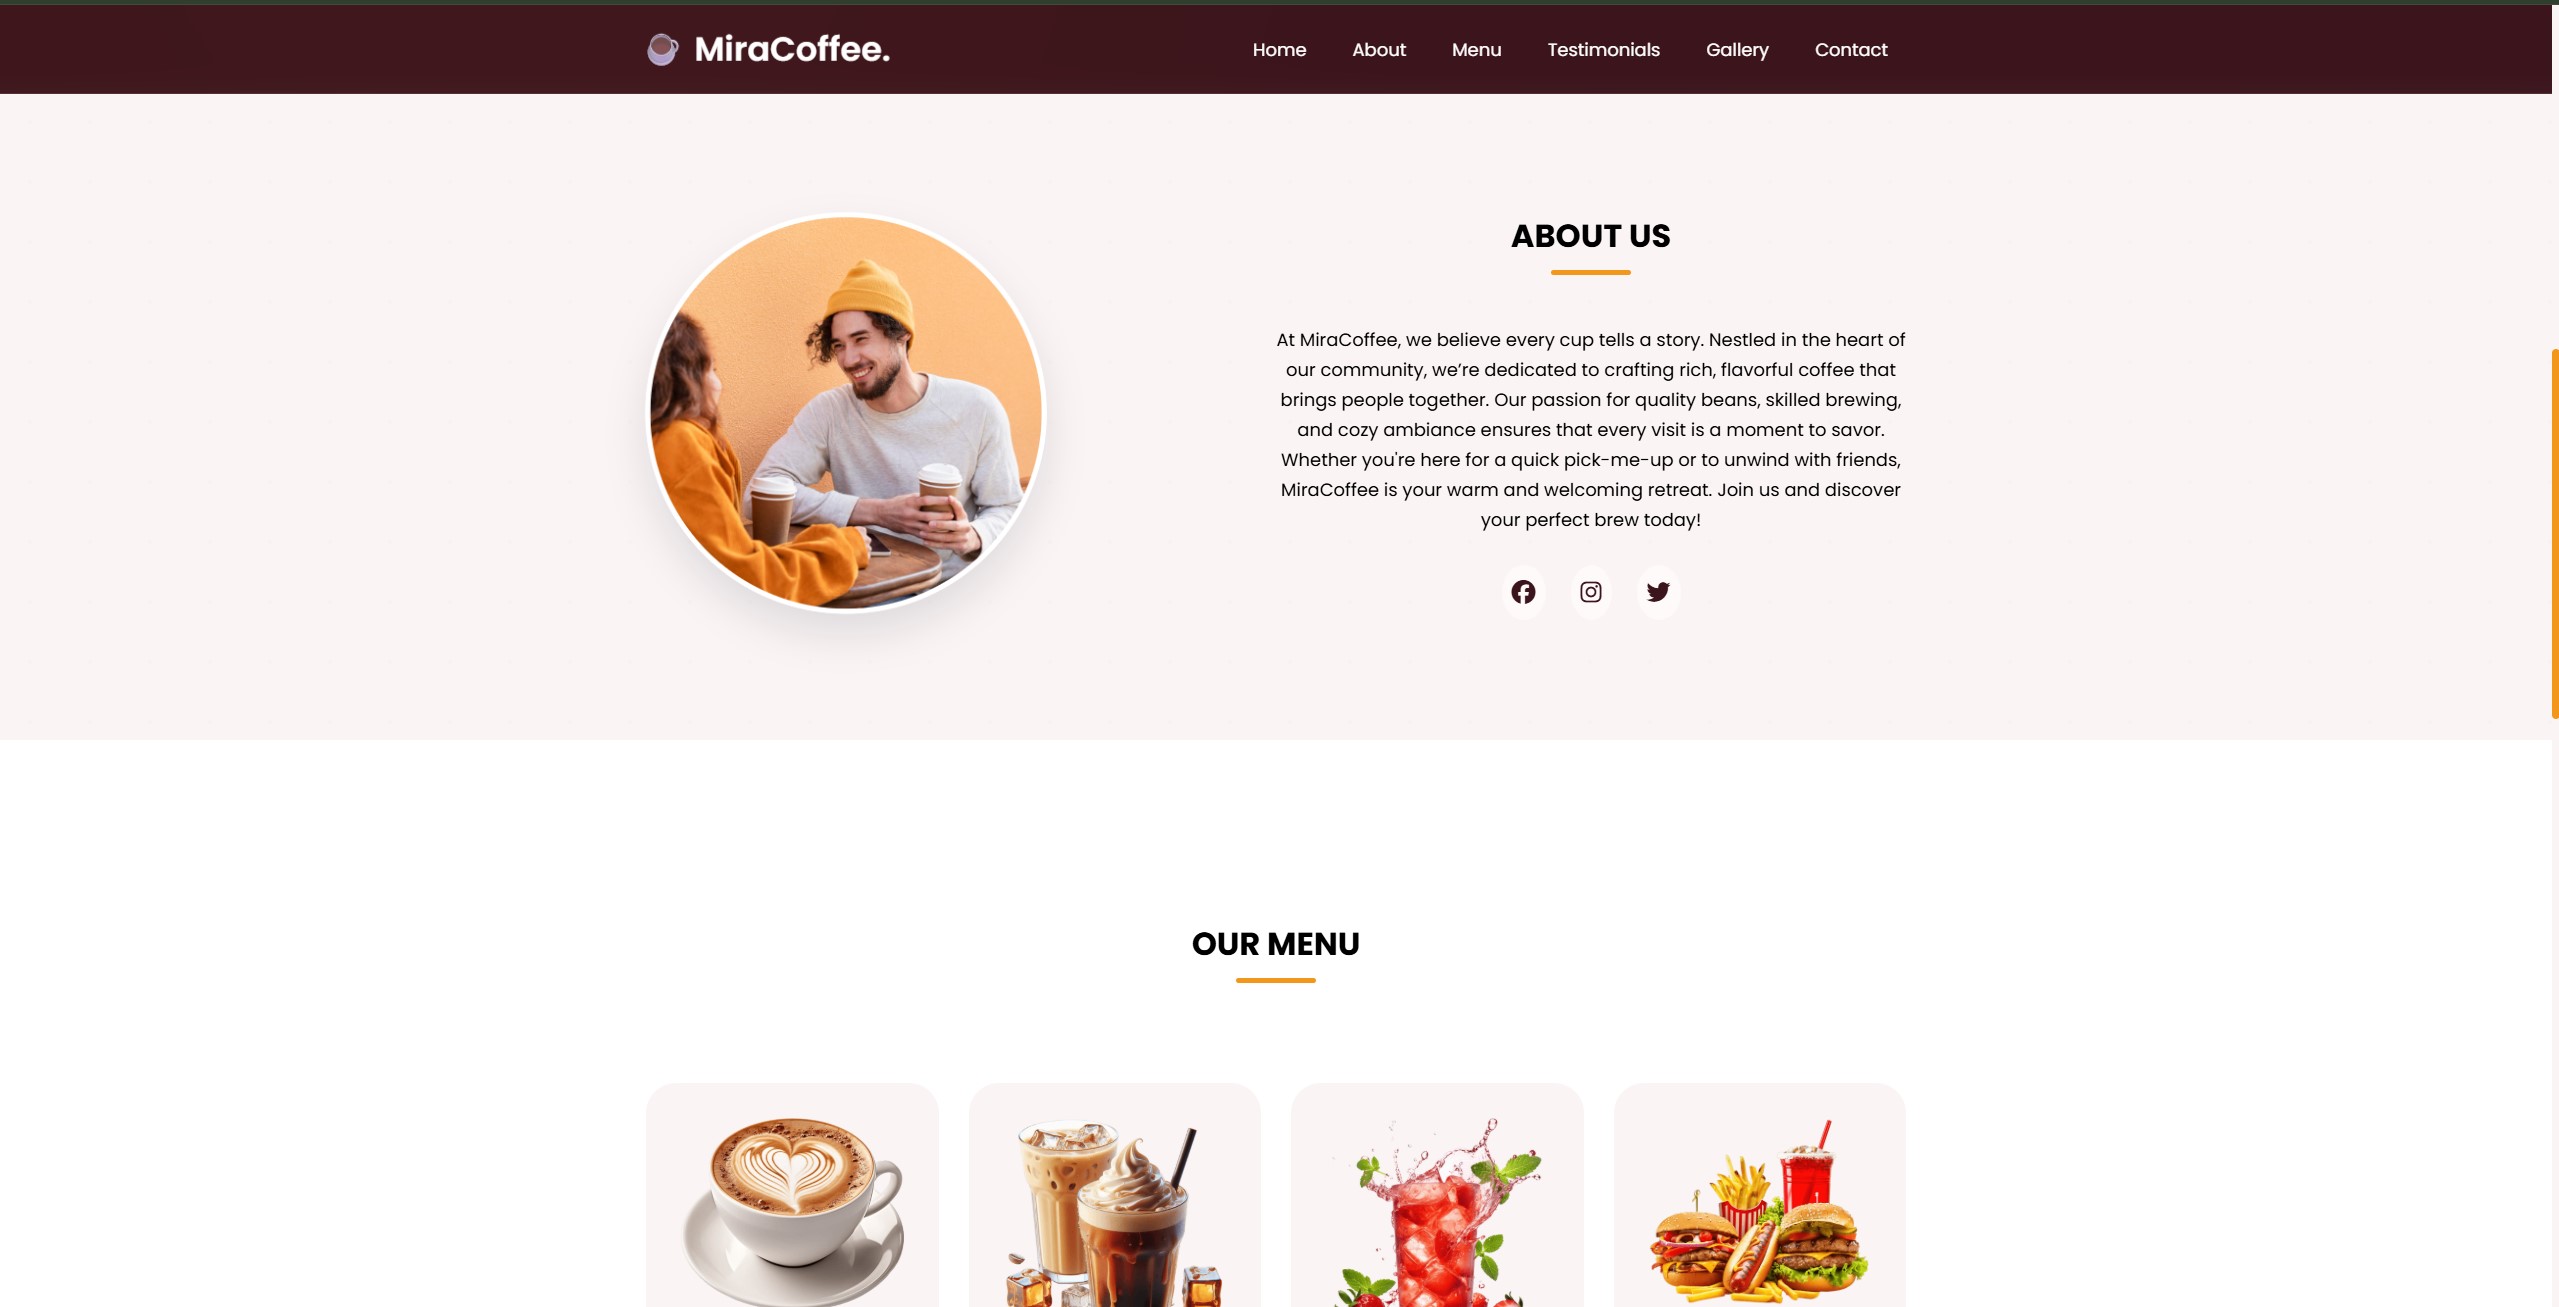 MiraCoffee.
Home About Menu Testimonials Gallery Contact
ABOUT US
At MiraCoffee, we believe every cup tells a story. Nestled in the heart of
our community, we’re dedicated to crafting rich, flavorful coffee that
brings people together. Our passion for quality beans, skilled brewing,
and cozy ambiance ensures that every visit is a moment to savor.
Whether you're here for a quick pick-me-up or to unwind with friends,
MiraCoffee is your warm and welcoming retreat. Join us and discover
your perfect brew today!
OUR MENU